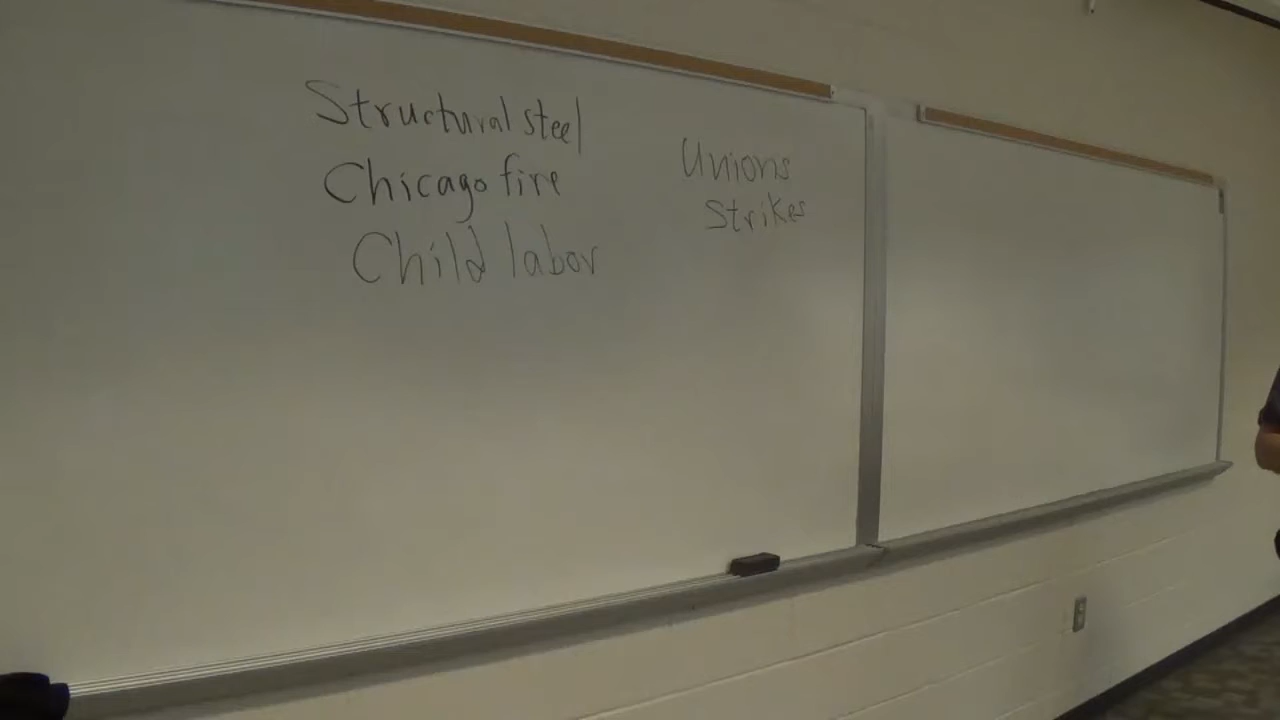 Structural steel
Chicago fire
Child labor
Unions
Strikes